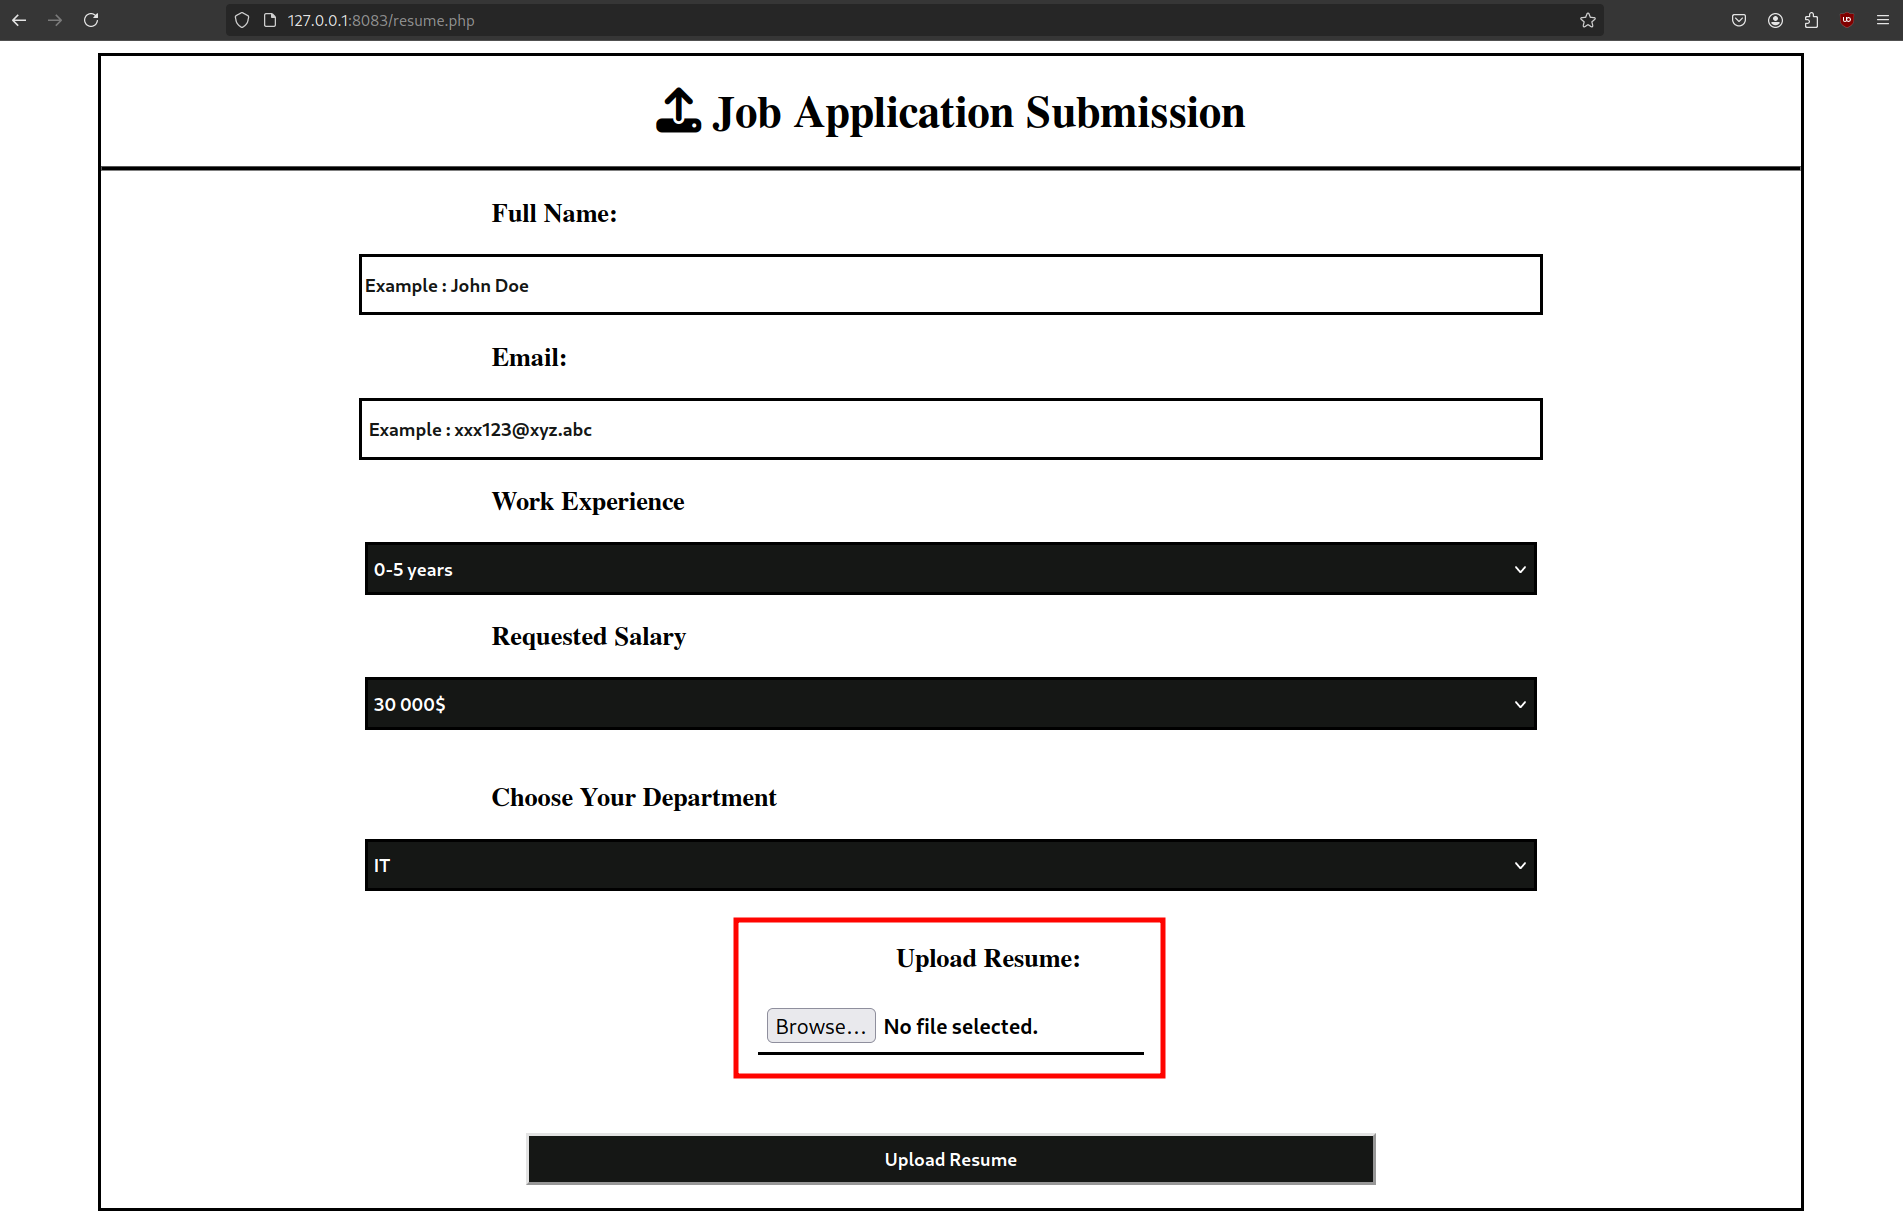 127.0.0.1:8083/resume.php
Job Application Submission
Full Name:
Example : John Doe
Email:
Example : xxx123@xyz.abc
Work Experience
0-5 years
Requested Salary
30 000$
Choose Your Department
IT
Upload Resume:
Browse... No file selected.
Upload Resume